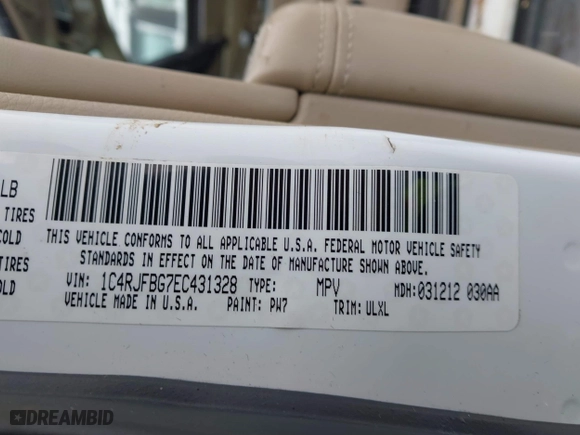 LB
TIRES
COLD
TIRES
COLD
THIS VEHICLE CONFORMS TO ALL APPLICABLE U.S.A. FEDERAL MOTOR VEHICLE SAFETY
STANDARDS IN EFFECT ON THE DATE OF MANUFACTURE SHOWN ABOVE.
VIN: 1C4RJFBG7EC431328 TYPE: MPV MDH: 031212 030AA
VEHICLE MADE IN U.S.A. PAINT: PW7 TRIM: ULXL
DREAMBID